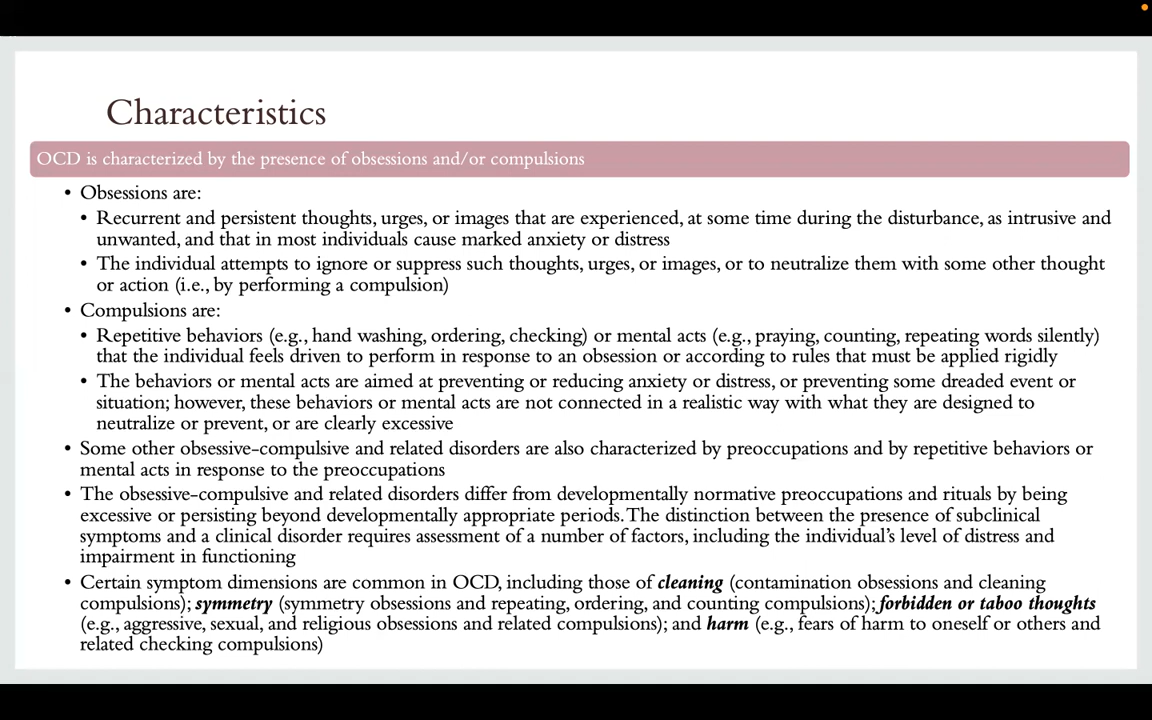 Characteristics
OCD is characterized by the presence of obsessions and/or compulsions
• Obsessions are:
• Recurrent and persistent thoughts, urges, or images that are experienced, at some time during the disturbance, as intrusive and
unwanted, and that in most individuals cause marked anxiety or distress
• The individual attempts to ignore or suppress such thoughts, urges, or images, or to neutralize them with some other thought
or action (i.e., by performing a compulsion)
• Compulsions are:
• Repetitive behaviors (e.g., hand washing, ordering, checking) or mental acts (e.g., praying, counting, repeating words silently)
that the individual feels driven to perform in response to an obsession or according to rules that must be applied rigidly
• The behaviors or mental acts are aimed at preventing or reducing anxiety or distress, or preventing some dreaded event or
situation; however, these behaviors or mental acts are not connected in a realistic way with what they are designed to
neutralize or prevent, or are clearly excessive
• Some other obsessive-compulsive and related disorders are also characterized by preoccupations and by repetitive behaviors or
mental acts in response to the preoccupations
• The obsessive-compulsive and related disorders differ from developmentally normative preoccupations and rituals by being
excessive or persisting beyond developmentally appropriate periods. The distinction between the presence of subclinical
symptoms and a clinical disorder requires assessment of a number of factors, including the individual's level of distress and
impairment in functioning
• Certain symptom dimensions are common in OCD, including those of cleaning (contamination obsessions and cleaning
compulsions); symmetry (symmetry obsessions and repeating, ordering, and counting compulsions); forbidden or taboo thoughts
(e.g., aggressive, sexual, and religious obsessions and related compulsions); and harm (e.g., fears of harm to oneself or others and
related checking compulsions)